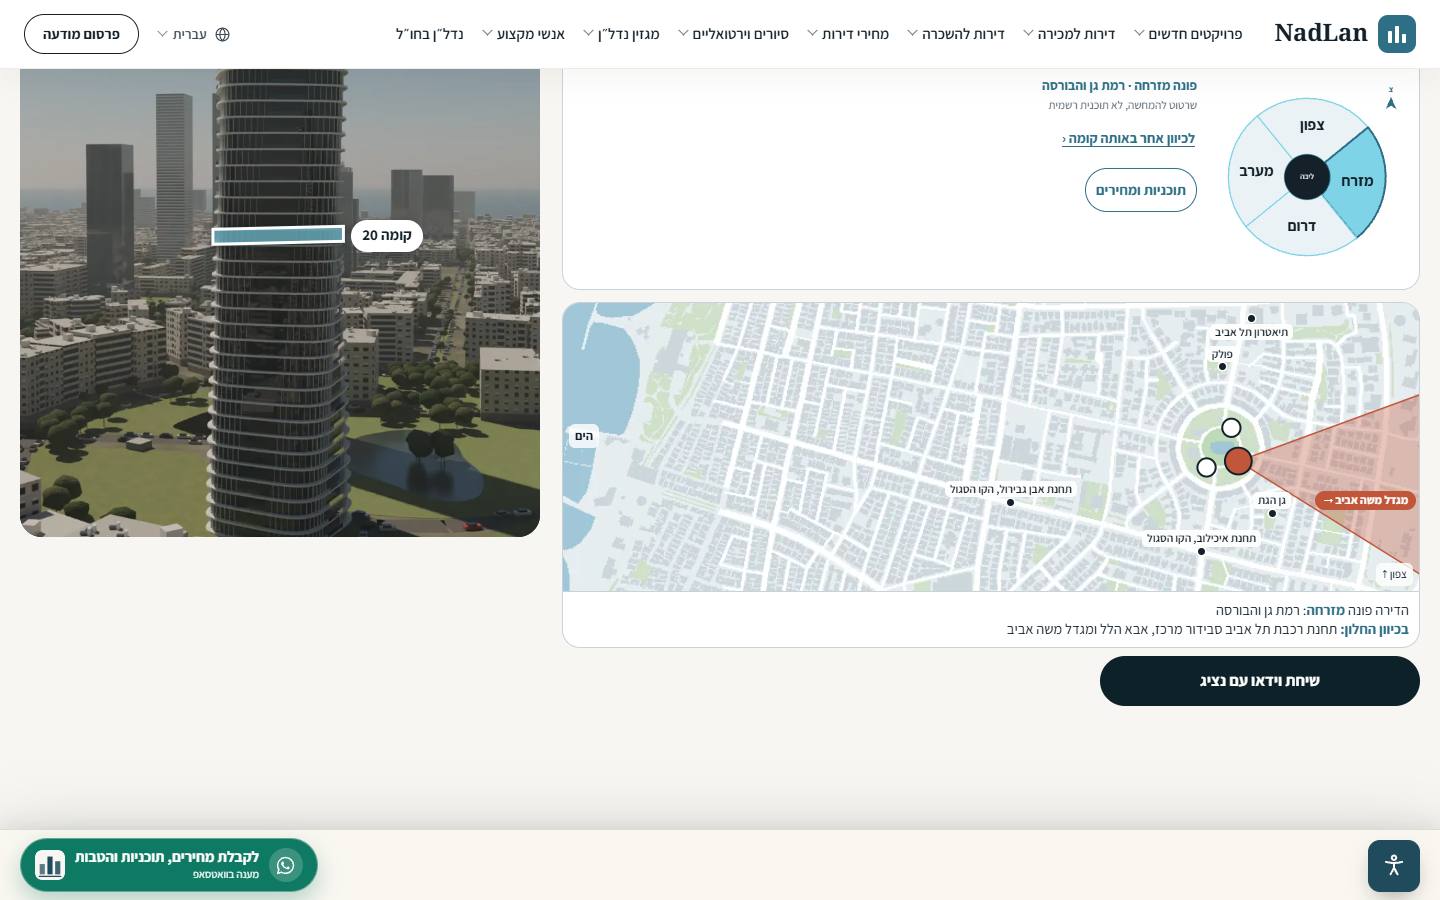 NadLan
פרויקטים חדשים
דירות למכירה
דירות להשכרה
מחירי דירות
סיורים וירטואליים
מגזין נדל״ן
אנשי מקצוע
נדל״ן בחו״ל
עברית
פרסום מודעה
צ
צפון
מזרח
מערב
דרום
ליבה
פונה מזרחה · רמת גן והבורסה
שרטוט להמחשה, לא תוכנית רשמית
לכיוון אחר באותה קומה ›
תוכניות ומחירים
קומה 20
תיאטרון תל אביב
פולק
הים
תחנת אבן גבירול, הקו הסגול
גן הגת
מגדל משה אביב →
תחנת איכילוב, הקו הסגול
צפון ↑
הדירה פונה מזרחה: רמת גן והבורסה
בכיוון החלון: תחנת רכבת תל אביב סבידור מרכז, אבא הלל ומגדל משה אביב
שיחת וידאו עם נציג
לקבלת מחירים, תוכניות והטבות
מענה בוואטסאפ